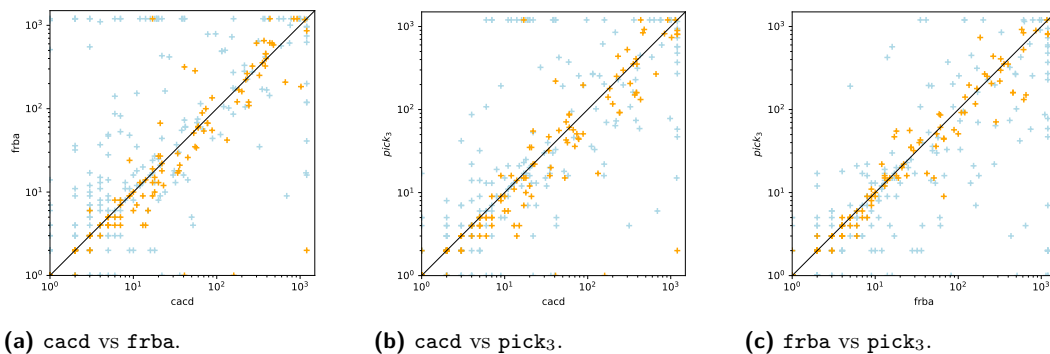 10³
10²
10¹
10⁰
frba
10⁰ 10¹ 10² 10³
cacd
10³
10²
10¹
10⁰
pick₃
10⁰ 10¹ 10² 10³
cacd
10³
10²
10¹
10⁰
pick₃
10⁰ 10¹ 10² 10³
frba
(a) cacd vs frba.
(b) cacd vs pick₃.
(c) frba vs pick₃.